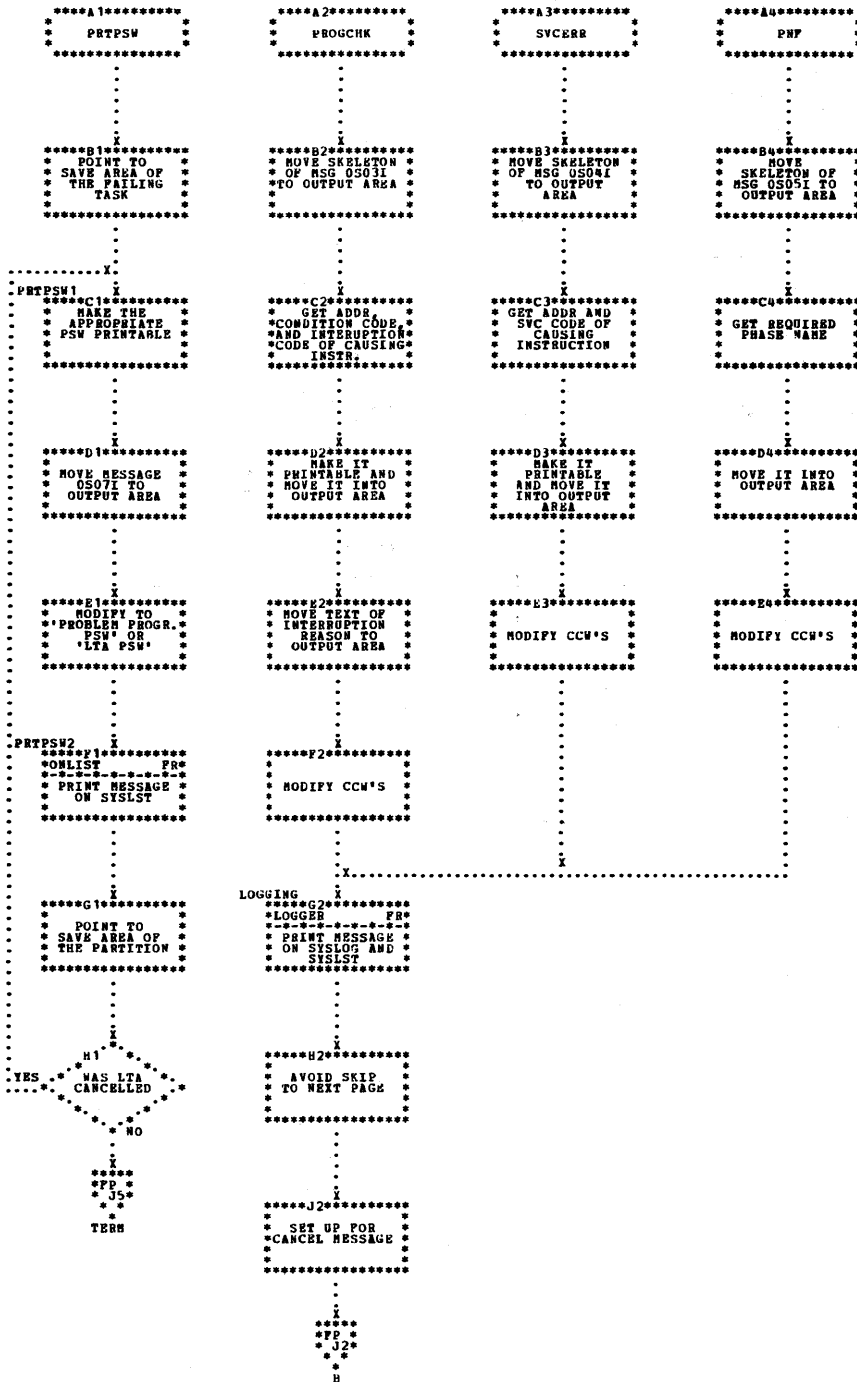 A1
PRTPSW
A2
PROGCHK
A3
SVCERR
A4
PNF
B1
POINT TO
SAVE AREA OF
THE FAILING
TASK
B2
MOVE SKELETON
OF MSG 0S03I
TO OUTPUT AREA
B3
MOVE SKELETON
OF MSG 0S04I
TO OUTPUT
AREA
B4
MOVE
SKELETON OF
MSG 0S05I TO
OUTPUT AREA
PRTPSW1
C1
MAKE THE
APPROPRIATE
PSW PRINTABLE
C2
GET ADDR,
CONDITION CODE,
AND INTERUPTION
CODE OF CAUSING
INSTR.
C3
GET ADDR AND
SVC CODE OF
CAUSING
INSTRUCTION
C4
GET REQUIRED
PHASE NAME
D1
MOVE MESSAGE
0S07I TO
OUTPUT AREA
D2
MAKE IT
PRINTABLE AND
MOVE IT INTO
OUTPUT AREA
D3
MAKE IT
PRINTABLE
AND MOVE IT
INTO OUTPUT
AREA
D4
MOVE IT INTO
OUTPUT AREA
E1
MODIFY TO
'PROBLEM PROGR.
PSW' OR
'LTA PSW'
E2
MOVE TEXT OF
INTERRUPTION
REASON TO
OUTPUT AREA
E3
MODIFY CCW'S
E4
MODIFY CCW'S
PRTPSW2
F1
ONLIST FR
PRINT MESSAGE
ON SYSLST
F2
MODIFY CCW'S
G1
POINT TO
SAVE AREA OF
THE PARTITION
LOGGING
G2
LOGGER FR
PRINT MESSAGE
ON SYSLOG AND
SYSLST
H1
WAS LTA
CANCELLED
YES
NO
H2
AVOID SKIP
TO NEXT PAGE
FP
J5
TERM
J2
SET UP FOR
CANCEL MESSAGE
FP
J2
H